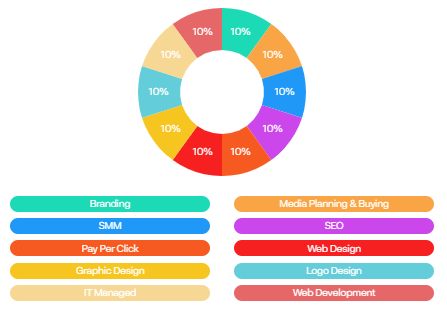 10% 10%
10% 10%
10% 10%
10% 10%
10% 10%
Branding Media Planning & Buying
SMM SEO
Pay Per Click Web Design
Graphic Design Logo Design
IT Managed Web Development